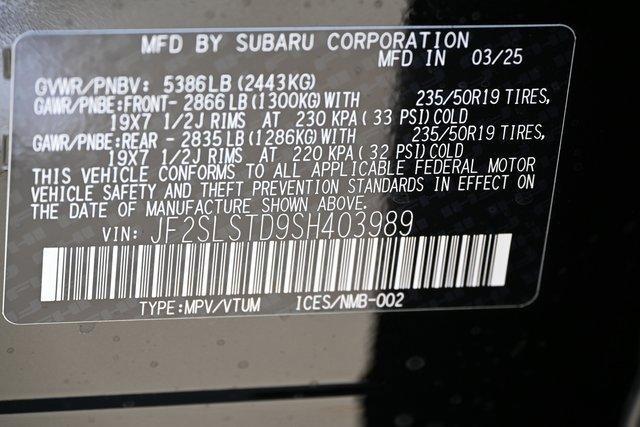 MFD BY SUBARU CORPORATION
MFD IN 03/25
GVWR/PNBV: 5386LB (2443KG)
GAWR/PNBE:FRONT- 2866LB(1300KG)WITH 235/50R19 TIRES,
19X7 1/2J RIMS AT 230 KPA( 33 PSI)COLD
GAWR/PNBE:REAR - 2835LB(1286KG)WITH 235/50R19 TIRES,
19X7 1/2J RIMS AT 220 KPA( 32 PSI)COLD
THIS VEHICLE CONFORMS TO ALL APPLICABLE FEDERAL MOTOR
VEHICLE SAFETY AND THEFT PREVENTION STANDARDS IN EFFECT ON
THE DATE OF MANUFACTURE SHOWN ABOVE.
VIN: JF2SLSTD9SH403989
TYPE:MPV/VTUM ICES/NMB-002